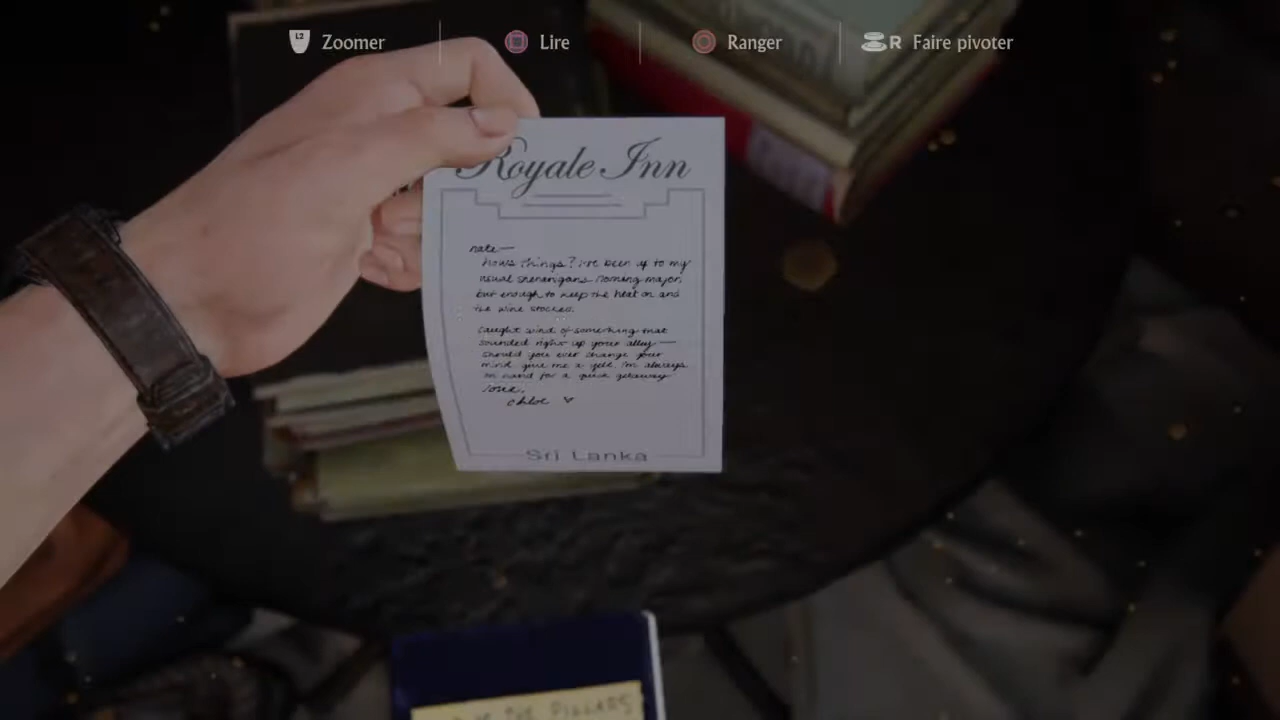 L2 Zoomer
Lire
Ranger
R Faire pivoter
Royale Inn
nate—
how's things? i've been up to my
usual shenanigans. nothing major,
but enough to keep the heat on and
the wine stocked.
Caught wind of something that
sounded right up your alley—
should you ever change your
mind, give me a yell. i'm always
on hand for a quick getaway
love,
chloe
Sri Lanka
THE PILLARS